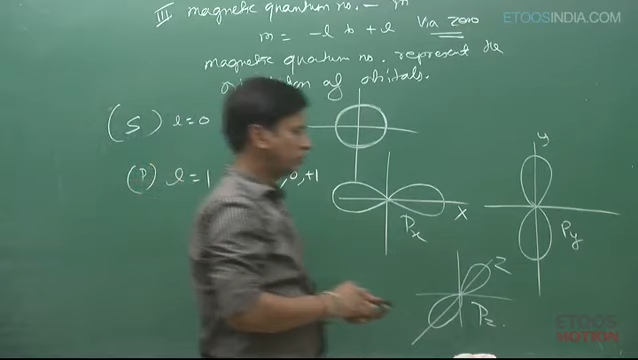 ETOOSINDIA.COM
III magnetic quantum no. - m
m = -l to +l Via zero
magnetic quantum no. represent the
of orbitals.
(S) l=0
(P) l=1 ,0,+1
X
Px
y
Py
Z
Pz.
ETOOS
MOTION